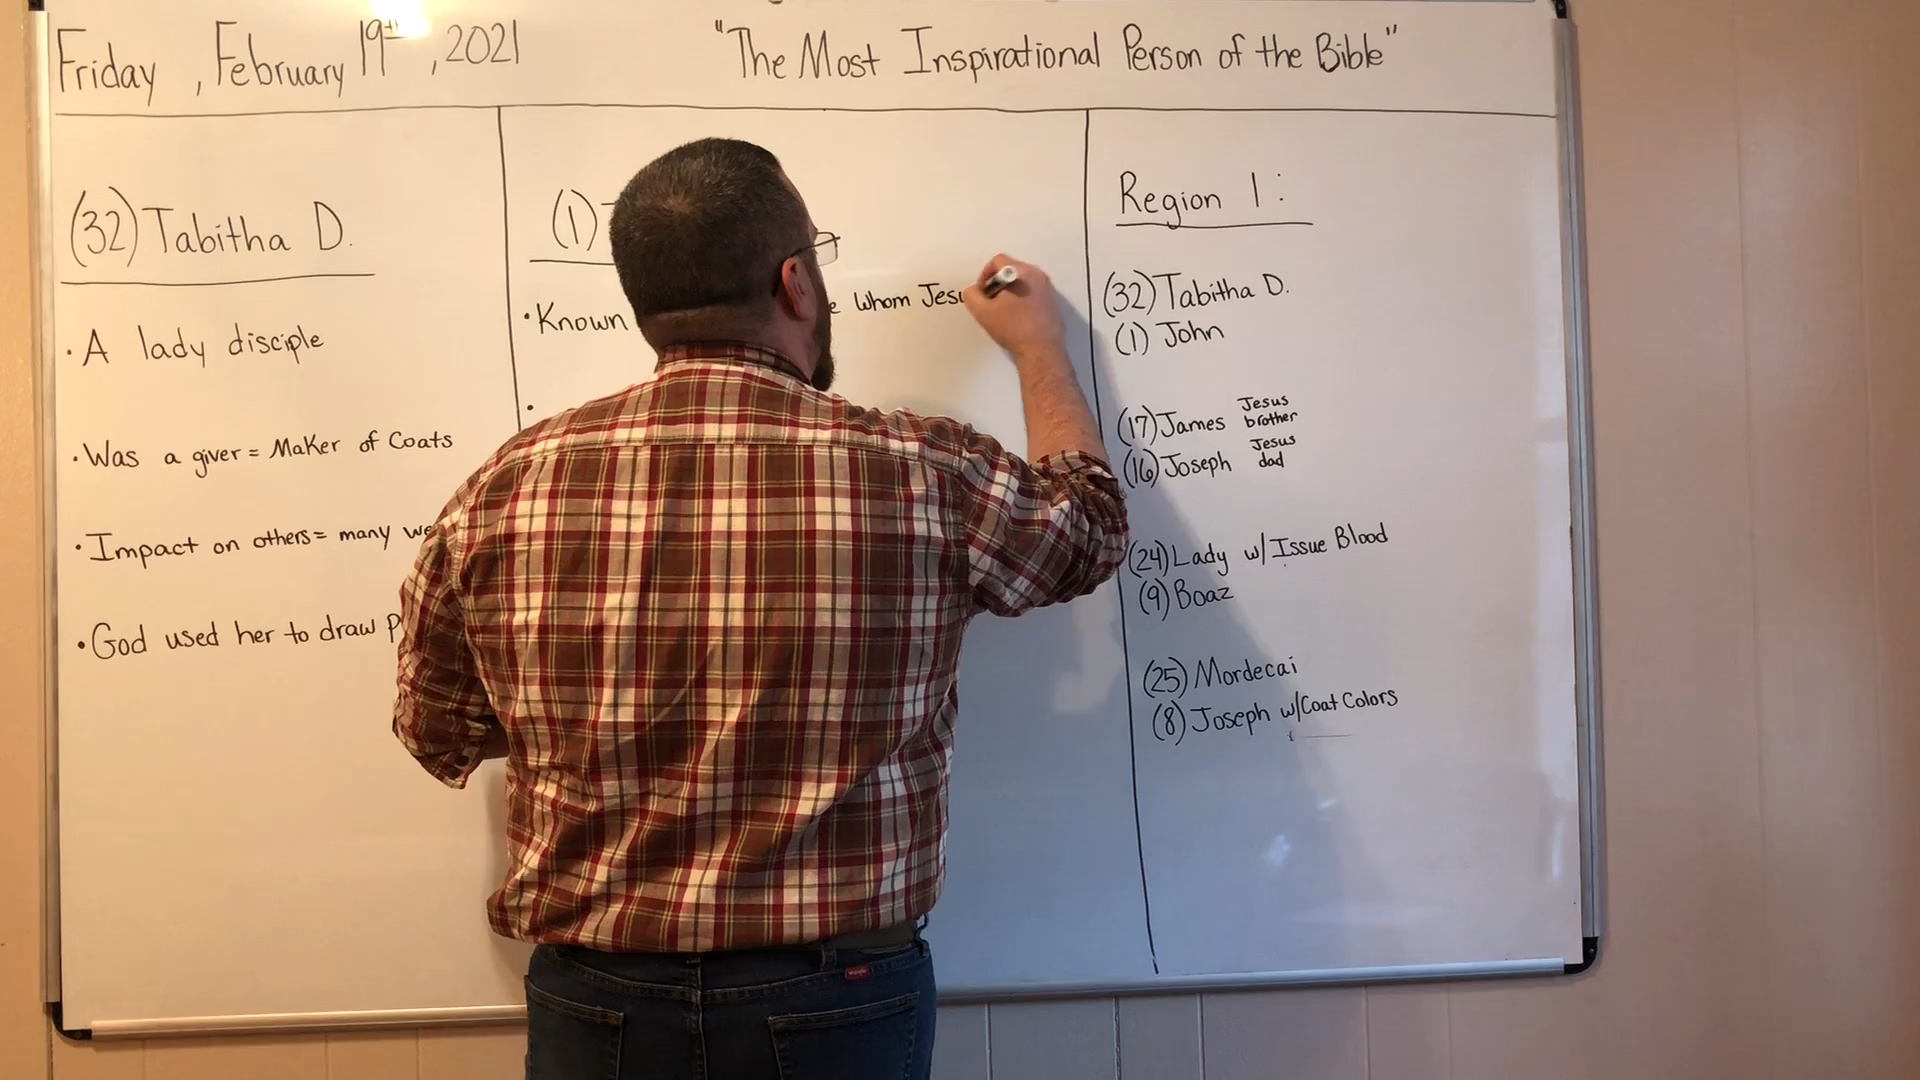 Friday, February 19th, 2021
"The Most Inspirational Person of the Bible"
(32) Tabitha D.
· A lady disciple
· Was a giver = Maker of Coats
· Impact on others = many
· God used her to draw
(1)
· Known whom
·
Region 1:
(32) Tabitha D.
(1) John
(17) James Jesus brother
(16) Joseph Jesus dad
(24) Lady w/ Issue Blood
(9) Boaz
(25) Mordecai
(8) Joseph w/Coat Colors
wrangler